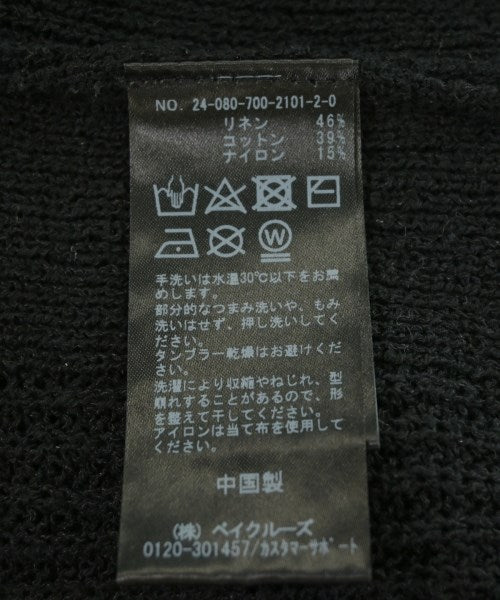 NO. 24-080-700-2101-2-0
リネン 46%
コットン 39%
ナイロン 15%
W
手洗いは水温30℃以下をお薦
めします。
部分的なつまみ洗いや、もみ
洗いはせず、押し洗いしてく
ださい。
タンブラー乾燥はお避けくだ
さい。
洗濯により収縮やねじれ、型
崩れすることがあるので、形
を整えて干してください。
アイロンは当て布を使用して
ください。
中国製
(株) ベイクルーズ
0120-301457/カスタマーサポート